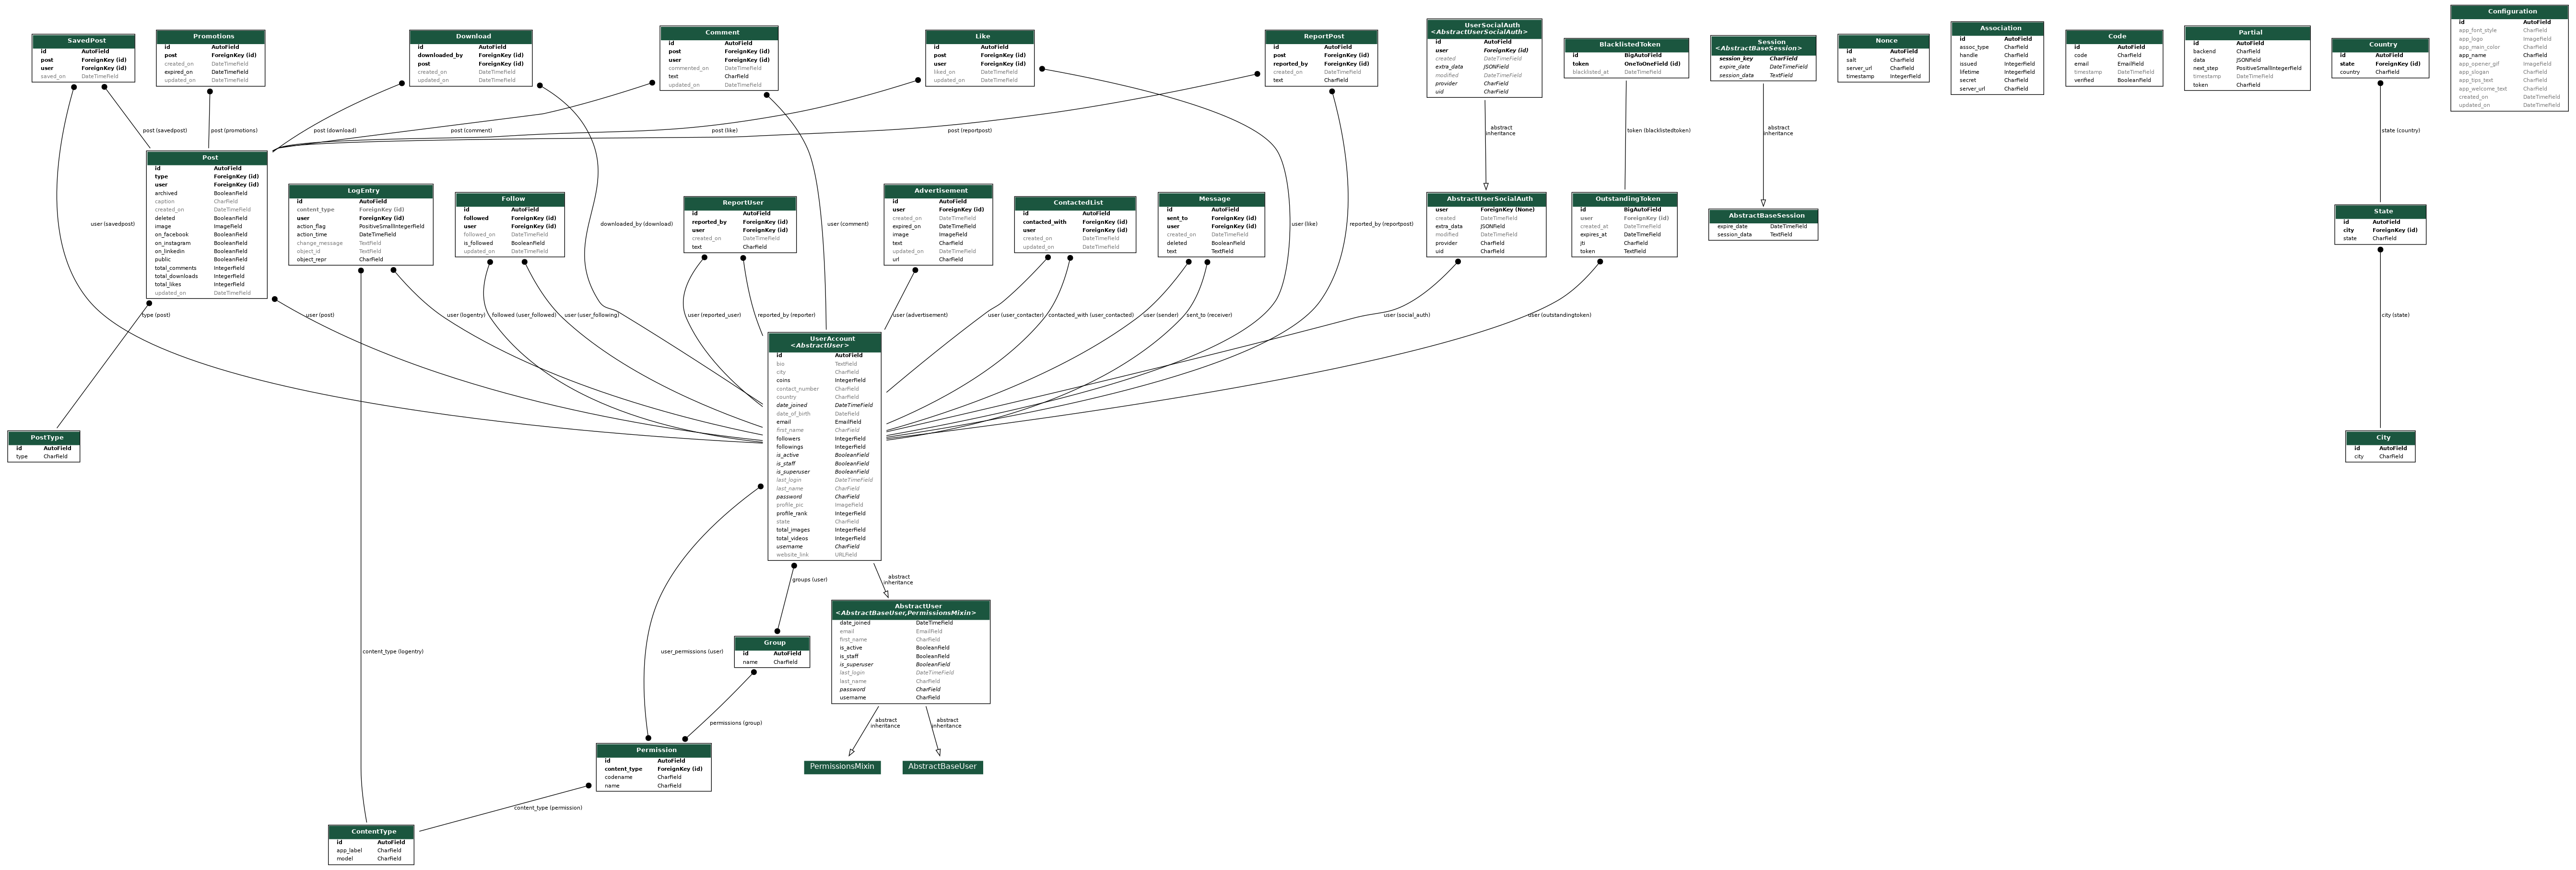 SavedPost
id AutoField
post ForeignKey (id)
user ForeignKey (id)
saved_on DateTimeField
Promotions
id AutoField
post ForeignKey (id)
created_on DateTimeField
expired_on DateTimeField
updated_on DateTimeField
Download
id AutoField
downloaded_by ForeignKey (id)
post ForeignKey (id)
created_on DateTimeField
updated_on DateTimeField
Comment
id AutoField
post ForeignKey (id)
user ForeignKey (id)
commented_on DateTimeField
text CharField
updated_on DateTimeField
Like
id AutoField
post ForeignKey (id)
user ForeignKey (id)
liked_on DateTimeField
updated_on DateTimeField
ReportPost
id AutoField
post ForeignKey (id)
reported_by ForeignKey (id)
created_on DateTimeField
text CharField
UserSocialAuth
<AbstractUserSocialAuth>
id AutoField
user ForeignKey (id)
created DateTimeField
extra_data JSONField
modified DateTimeField
provider CharField
uid CharField
BlacklistedToken
id BigAutoField
token OneToOneField (id)
blacklisted_at DateTimeField
Session
<AbstractBaseSession>
session_key CharField
expire_date DateTimeField
session_data TextField
Nonce
id AutoField
salt CharField
server_url CharField
timestamp IntegerField
Association
id AutoField
assoc_type CharField
handle CharField
issued IntegerField
lifetime IntegerField
secret CharField
server_url CharField
Code
id AutoField
code CharField
email EmailField
timestamp DateTimeField
verified BooleanField
Partial
id AutoField
backend CharField
data JSONField
next_step PositiveSmallIntegerField
timestamp DateTimeField
token CharField
Country
id AutoField
state ForeignKey (id)
country CharField
Configuration
id AutoField
app_font_style CharField
app_logo ImageField
app_main_color CharField
app_name CharField
app_opener_gif ImageField
app_slogan CharField
app_tips_text CharField
app_welcome_text CharField
created_on DateTimeField
updated_on DateTimeField
post (savedpost)
post (promotions)
post (download)
post (comment)
post (like)
post (reportpost)
abstract
inheritance
token (blacklistedtoken)
abstract
inheritance
state (country)
Post
id AutoField
type ForeignKey (id)
user ForeignKey (id)
archived BooleanField
caption CharField
created_on DateTimeField
deleted BooleanField
image ImageField
on_facebook BooleanField
on_instagram BooleanField
on_linkedin BooleanField
public BooleanField
total_comments IntegerField
total_downloads IntegerField
total_likes IntegerField
updated_on DateTimeField
LogEntry
id AutoField
content_type ForeignKey (id)
user ForeignKey (id)
action_flag PositiveSmallIntegerField
action_time DateTimeField
change_message TextField
object_id TextField
object_repr CharField
Follow
id AutoField
followed ForeignKey (id)
user ForeignKey (id)
followed_on DateTimeField
is_followed BooleanField
updated_on DateTimeField
ReportUser
id AutoField
reported_by ForeignKey (id)
user ForeignKey (id)
created_on DateTimeField
text CharField
Advertisement
id AutoField
user ForeignKey (id)
created_on DateTimeField
expired_on DateTimeField
image ImageField
text CharField
updated_on DateTimeField
url CharField
ContactedList
id AutoField
contacted_with ForeignKey (id)
user ForeignKey (id)
created_on DateTimeField
updated_on DateTimeField
Message
id AutoField
sent_to ForeignKey (id)
user ForeignKey (id)
created_on DateTimeField
deleted BooleanField
text TextField
AbstractUserSocialAuth
user ForeignKey (None)
created DateTimeField
extra_data JSONField
modified DateTimeField
provider CharField
uid CharField
OutstandingToken
id BigAutoField
user ForeignKey (id)
created_at DateTimeField
expires_at DateTimeField
jti CharField
token TextField
AbstractBaseSession
expire_date DateTimeField
session_data TextField
State
id AutoField
city ForeignKey (id)
state CharField
user (savedpost)
downloaded_by (download)
user (comment)
user (like)
reported_by (reportpost)
type (post)
user (post)
user (logentry)
followed (user_followed)
user (user_following)
user (reported_user)
reported_by (reporter)
user (advertisement)
user (user_contacter)
contacted_with (user_contacted)
user (sender)
sent_to (receiver)
user (social_auth)
user (outstandingtoken)
city (state)
UserAccount
<AbstractUser>
id AutoField
bio TextField
city CharField
coins IntegerField
contact_number CharField
country CharField
date_joined DateTimeField
date_of_birth DateField
email EmailField
first_name CharField
followers IntegerField
followings IntegerField
is_active BooleanField
is_staff BooleanField
is_superuser BooleanField
last_login DateTimeField
last_name CharField
password CharField
profile_pic ImageField
profile_rank IntegerField
state CharField
total_images IntegerField
total_videos IntegerField
username CharField
website_link URLField
PostType
id AutoField
type CharField
City
id AutoField
city CharField
groups (user)
abstract
inheritance
AbstractUser
<AbstractBaseUser,PermissionsMixin>
date_joined DateTimeField
email EmailField
first_name CharField
is_active BooleanField
is_staff BooleanField
is_superuser BooleanField
last_login DateTimeField
last_name CharField
password CharField
username CharField
Group
id AutoField
name CharField
content_type (logentry)
user_permissions (user)
permissions (group)
abstract
inheritance
abstract
inheritance
Permission
id AutoField
content_type ForeignKey (id)
codename CharField
name CharField
PermissionsMixin
AbstractBaseUser
content_type (permission)
ContentType
id AutoField
app_label CharField
model CharField